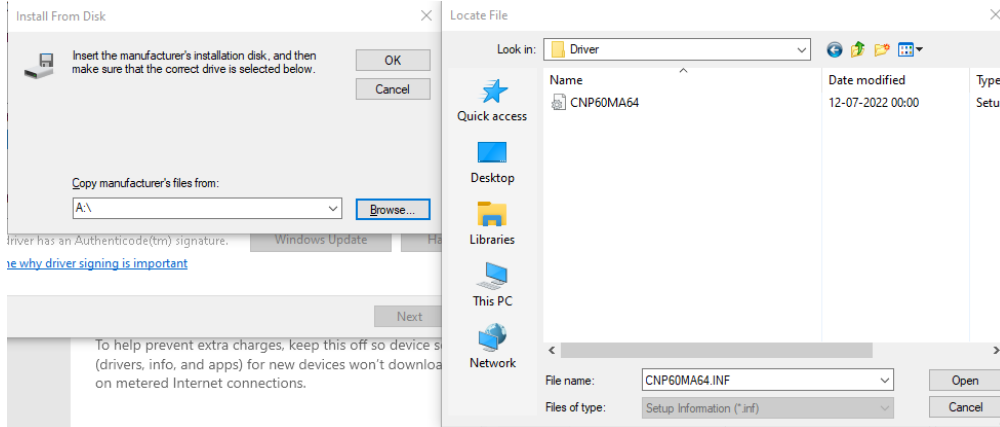 Install From Disk
Insert the manufacturer's installation disk, and then
make sure that the correct drive is selected below.
OK
Cancel
Copy manufacturer's files from:
A:\
Browse...
driver has an Authenticode(tm) signature.
Windows Update
Ha
ne why driver signing is important
Next
To help prevent extra charges, keep this off so device s
(drivers, info, and apps) for new devices won't downloa
on metered Internet connections.
Locate File
Look in:
Driver
Name
Date modified
Type
CNP60MA64
12-07-2022 00:00
Setu
Quick access
Desktop
Libraries
This PC
Network
File name:
CNP60MA64.INF
Open
Files of type:
Setup Information (*.inf)
Cancel